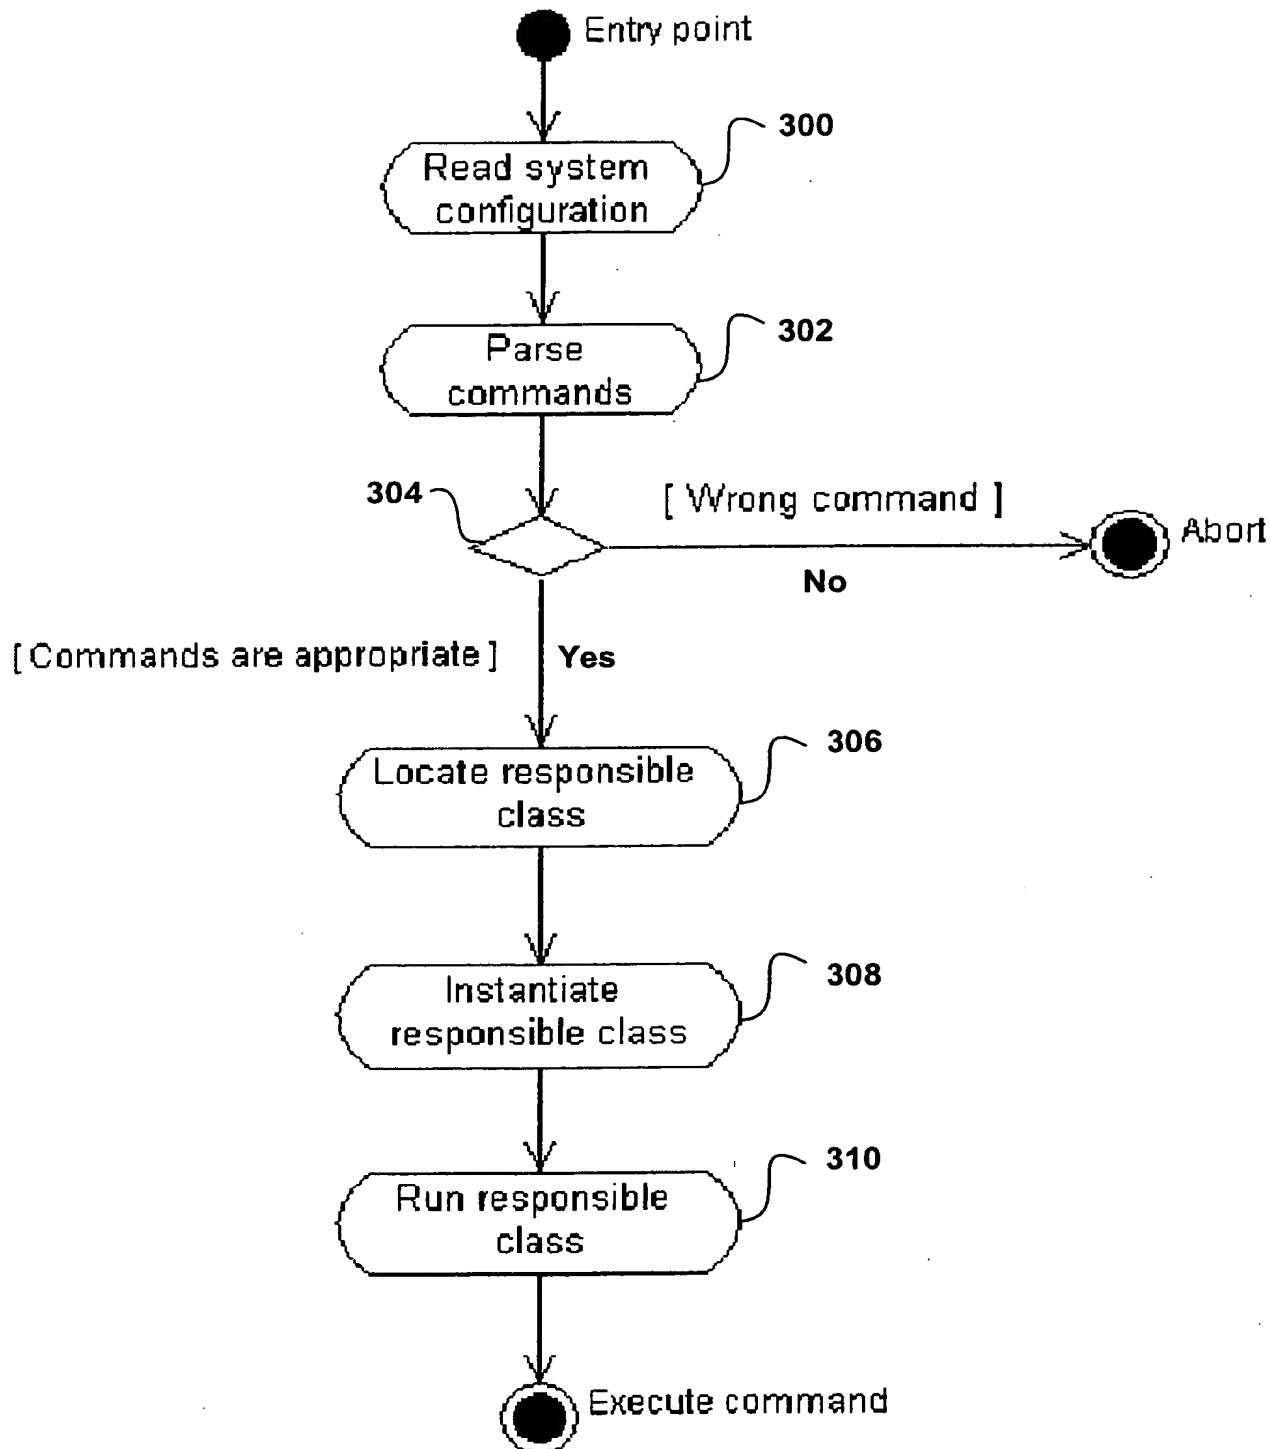 Entry point
300
Read system
configuration
302
Parse
commands
304
[ Wrong command ]
Abort
No
[ Commands are appropriate ]
Yes
306
Locate responsible
class
308
Instantiate
responsible class
310
Run responsible
class
Execute command